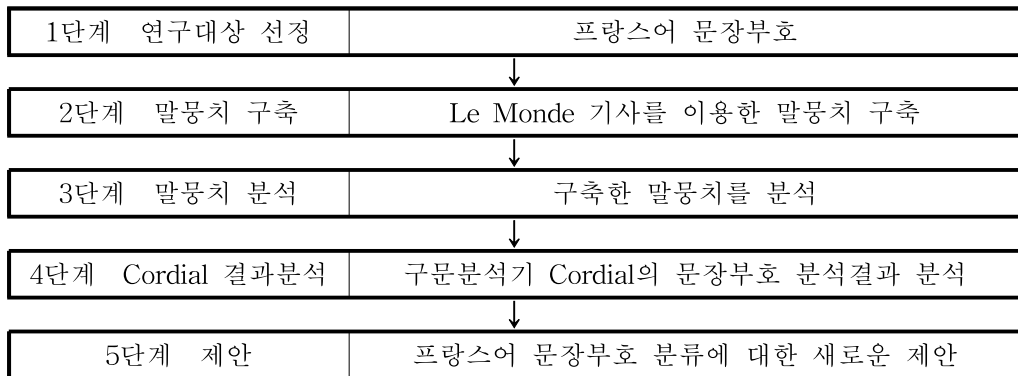 1단계 연구대상 선정 프랑스어 문장부호
2단계 말뭉치 구축 Le Monde 기사를 이용한 말뭉치 구축
3단계 말뭉치 분석 구축한 말뭉치를 분석
4단계 Cordial 결과분석 구문분석기 Cordial의 문장부호 분석결과 분석
5단계 제안 프랑스어 문장부호 분류에 대한 새로운 제안